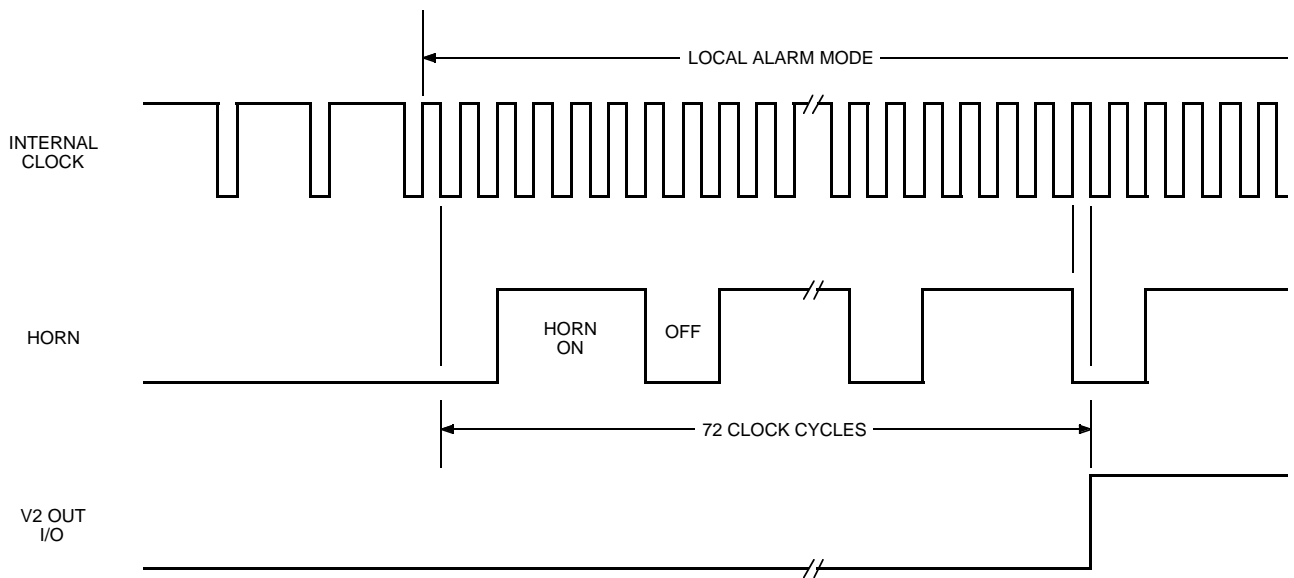 LOCAL ALARM MODE
INTERNAL
CLOCK
HORN
HORN
ON
OFF
72 CLOCK CYCLES
V2 OUT
I/O